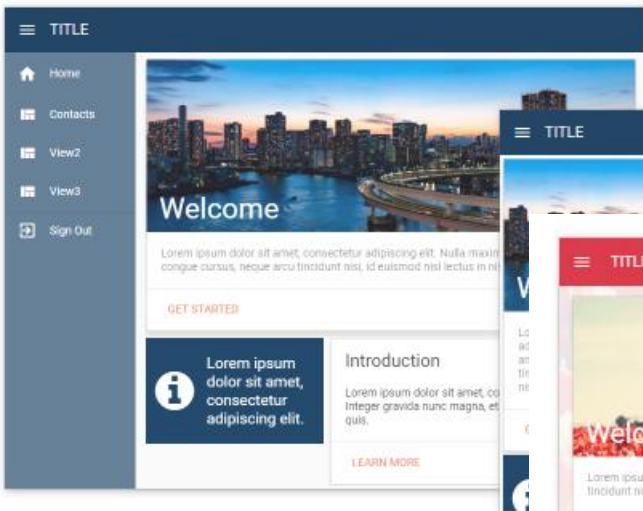 TITLE
Home
Contacts
View2
View3
Sign Out
Welcome
Lorem ipsum dolor sit amet, consectetur adipiscing elit. Nulla maxim
congue cursus, neque arcu tincidunt nisi, id euismod nisl lectus in ni
GET STARTED
Lorem ipsum
dolor sit amet,
consectetur
adipiscing elit.
Introduction
Lorem ipsum dolor sit amet, co
Integer gravida nunc magna, et
quis.
LEARN MORE
TITLE
TITL
Welc
Lorem ipsu
tincidunt ni